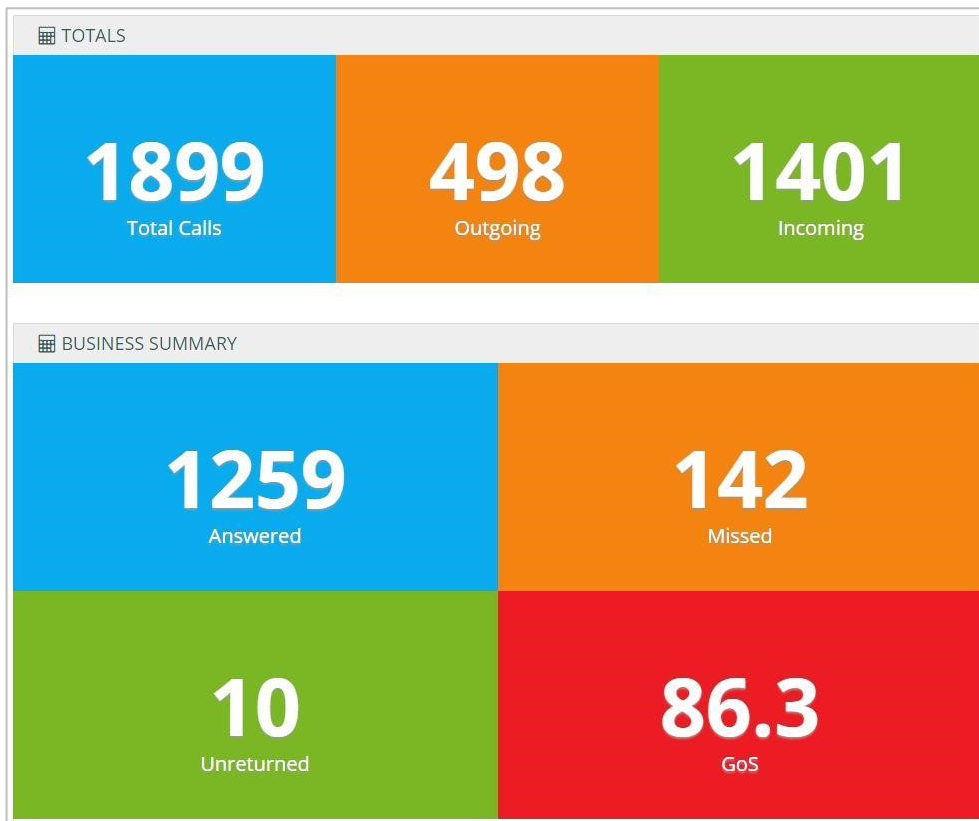 TOTALS
1899
Total Calls
498
Outgoing
1401
Incoming
BUSINESS SUMMARY
1259
Answered
142
Missed
10
Unreturned
86.3
GoS